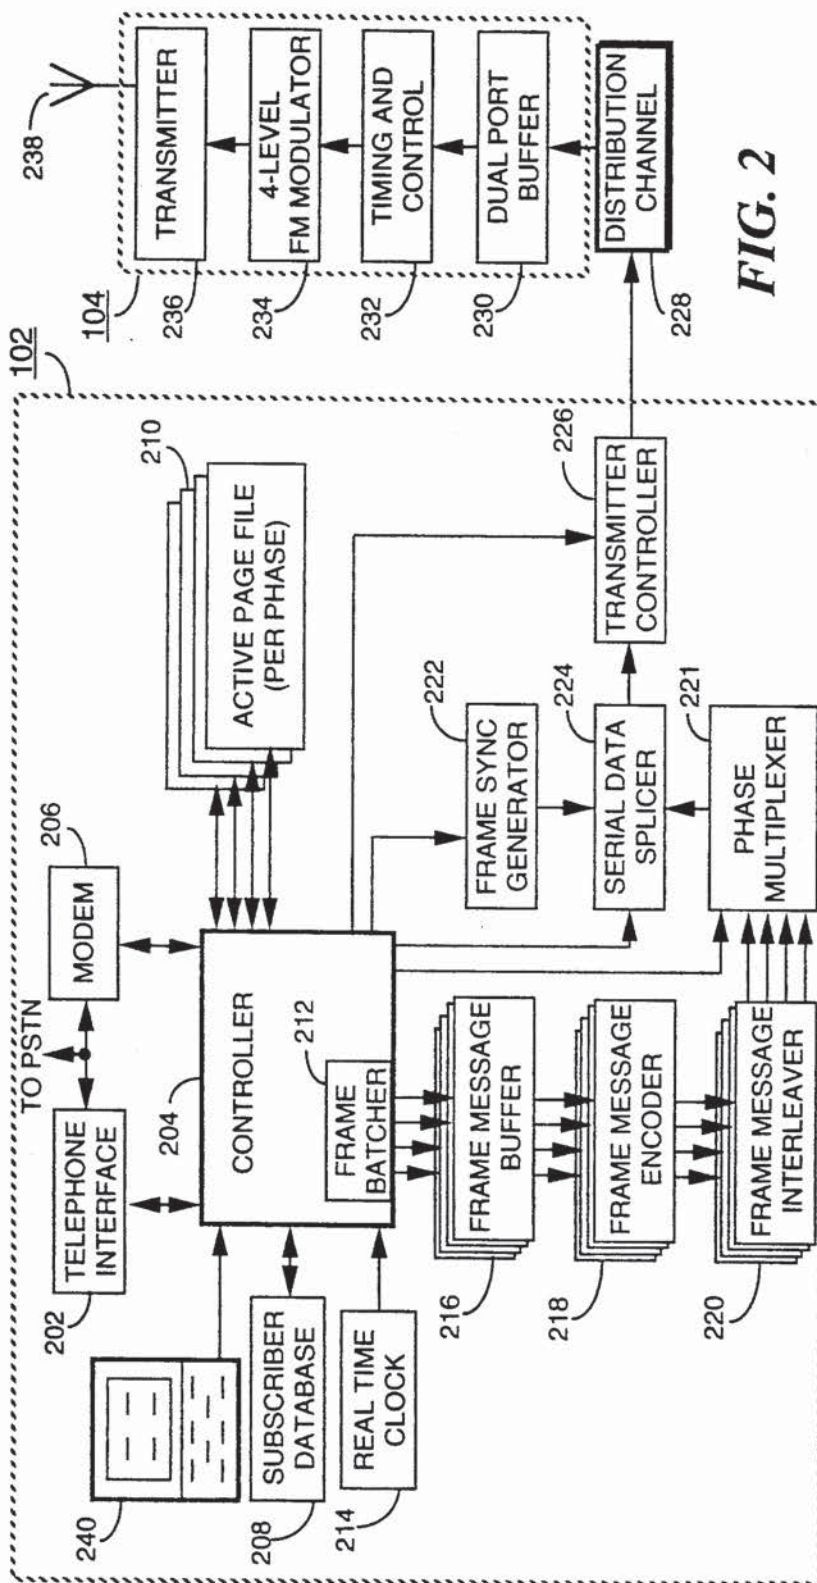 TO PSTN
102
202
TELEPHONE
INTERFACE
MODEM
206
210
ACTIVE PAGE FILE
(PER PHASE)
240
204
CONTROLLER
212
FRAME
BATCHER
SUBSCRIBER
DATABASE
208
REAL TIME
CLOCK
214
216
FRAME MESSAGE
BUFFER
218
FRAME MESSAGE
ENCODER
220
FRAME MESSAGE
INTERLEAVER
222
FRAME SYNC
GENERATOR
224
SERIAL DATA
SPLICER
221
PHASE
MULTIPLEXER
226
TRANSMITTER
CONTROLLER
238
104
TRANSMITTER
236
4-LEVEL
FM MODULATOR
234
TIMING AND
CONTROL
232
DUAL PORT
BUFFER
230
DISTRIBUTION
CHANNEL
228
FIG. 2